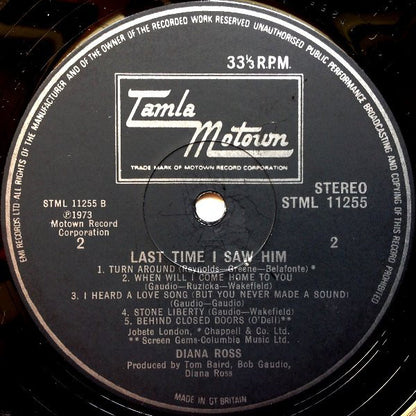 EMI RECORDS LTD ALL RIGHTS OF THE MANUFACTURER AND OF THE OWNER OF THE RECORDED WORK RESERVED UNAUTHORISED PUBLIC PERFORMANCE BROADCASTING AND COPYING OF THIS RECORD PROHIBITED
33⅓ R.P.M.
Tamla
Motown
TRADE MARK OF MOTOWN RECORD CORPORATION
STEREO
STML 11255 B
STML 11255
℗1973
Motown Record
Corporation
2
2
LAST TIME I SAW HIM
1. TURN AROUND (Reynolds—Greene—Belafonte) *
2. WHEN WILL I COME HOME TO YOU
(Gaudio—Ruzicka—Wakefield)
3. I HEARD A LOVE SONG (BUT YOU NEVER MADE A SOUND)
(Gaudio—Gaudio)
4. STONE LIBERTY (Gaudio—Wakefield)
5. BEHIND CLOSED DOORS (O'Dell) **
Jobete London, * Chappell & Co. Ltd.
** Screen Gems-Columbia Music Ltd.
DIANA ROSS
Produced by Tom Baird, Bob Gaudio,
Diana Ross
MADE IN GT BRITAIN